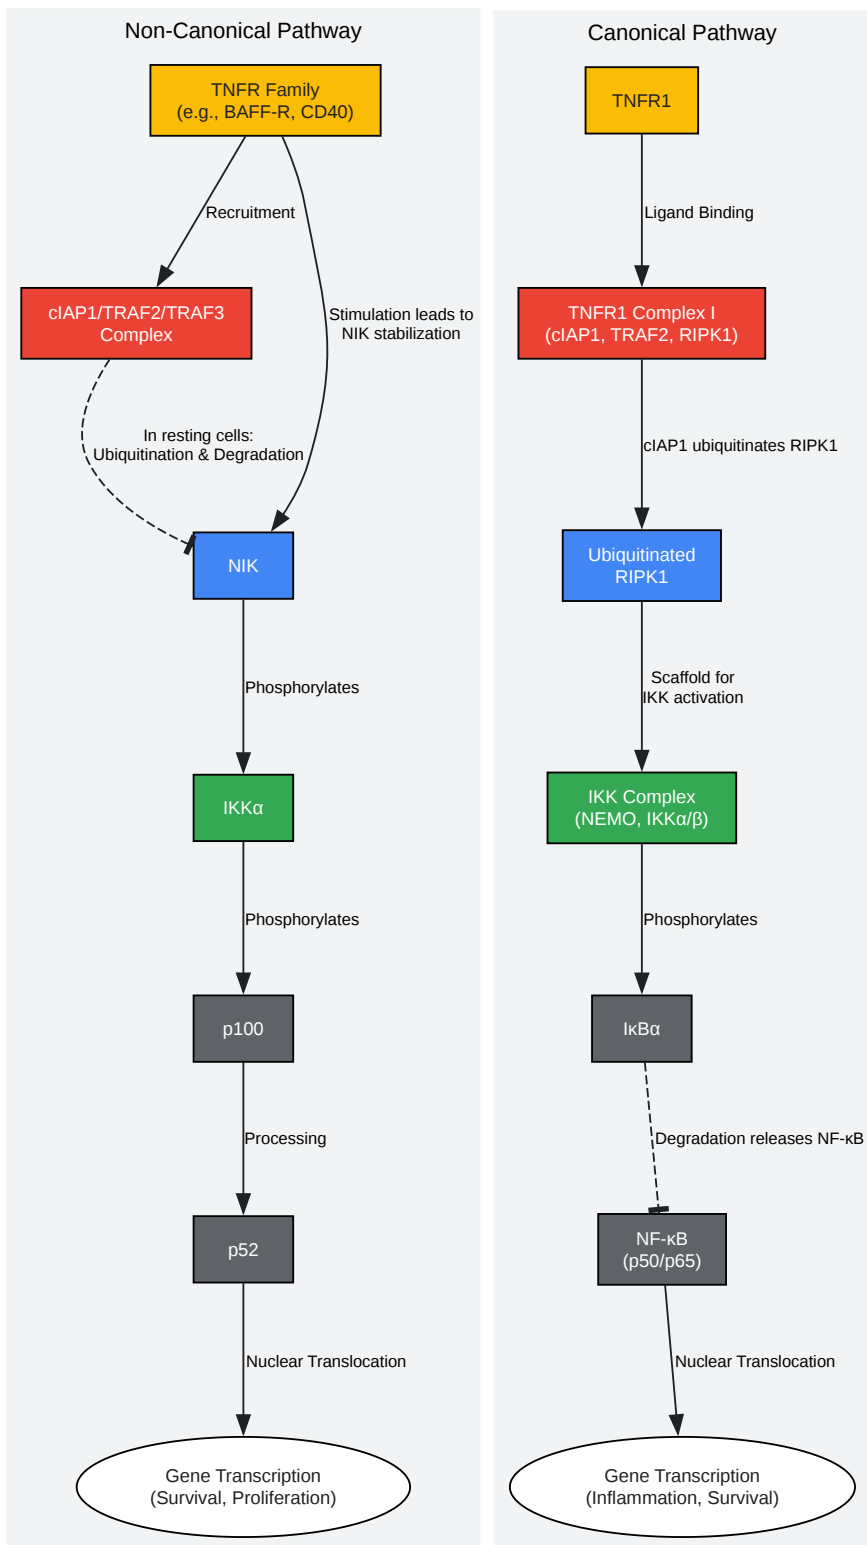 Non-Canonical Pathway
TNFR Family
(e.g., BAFF-R, CD40)
Recruitment
cIAP1/TRAF2/TRAF3
Complex
Stimulation leads to
NIK stabilization
In resting cells:
Ubiquitination & Degradation
NIK
Phosphorylates
IKKα
Phosphorylates
p100
Processing
p52
Nuclear Translocation
Gene Transcription
(Survival, Proliferation)
Canonical Pathway
TNFR1
Ligand Binding
TNFR1 Complex I
(cIAP1, TRAF2, RIPK1)
cIAP1 ubiquitinates RIPK1
Ubiquitinated
RIPK1
Scaffold for
IKK activation
IKK Complex
(NEMO, IKKα/β)
Phosphorylates
IκBα
Degradation releases NF-κB
NF-κB
(p50/p65)
Nuclear Translocation
Gene Transcription
(Inflammation, Survival)